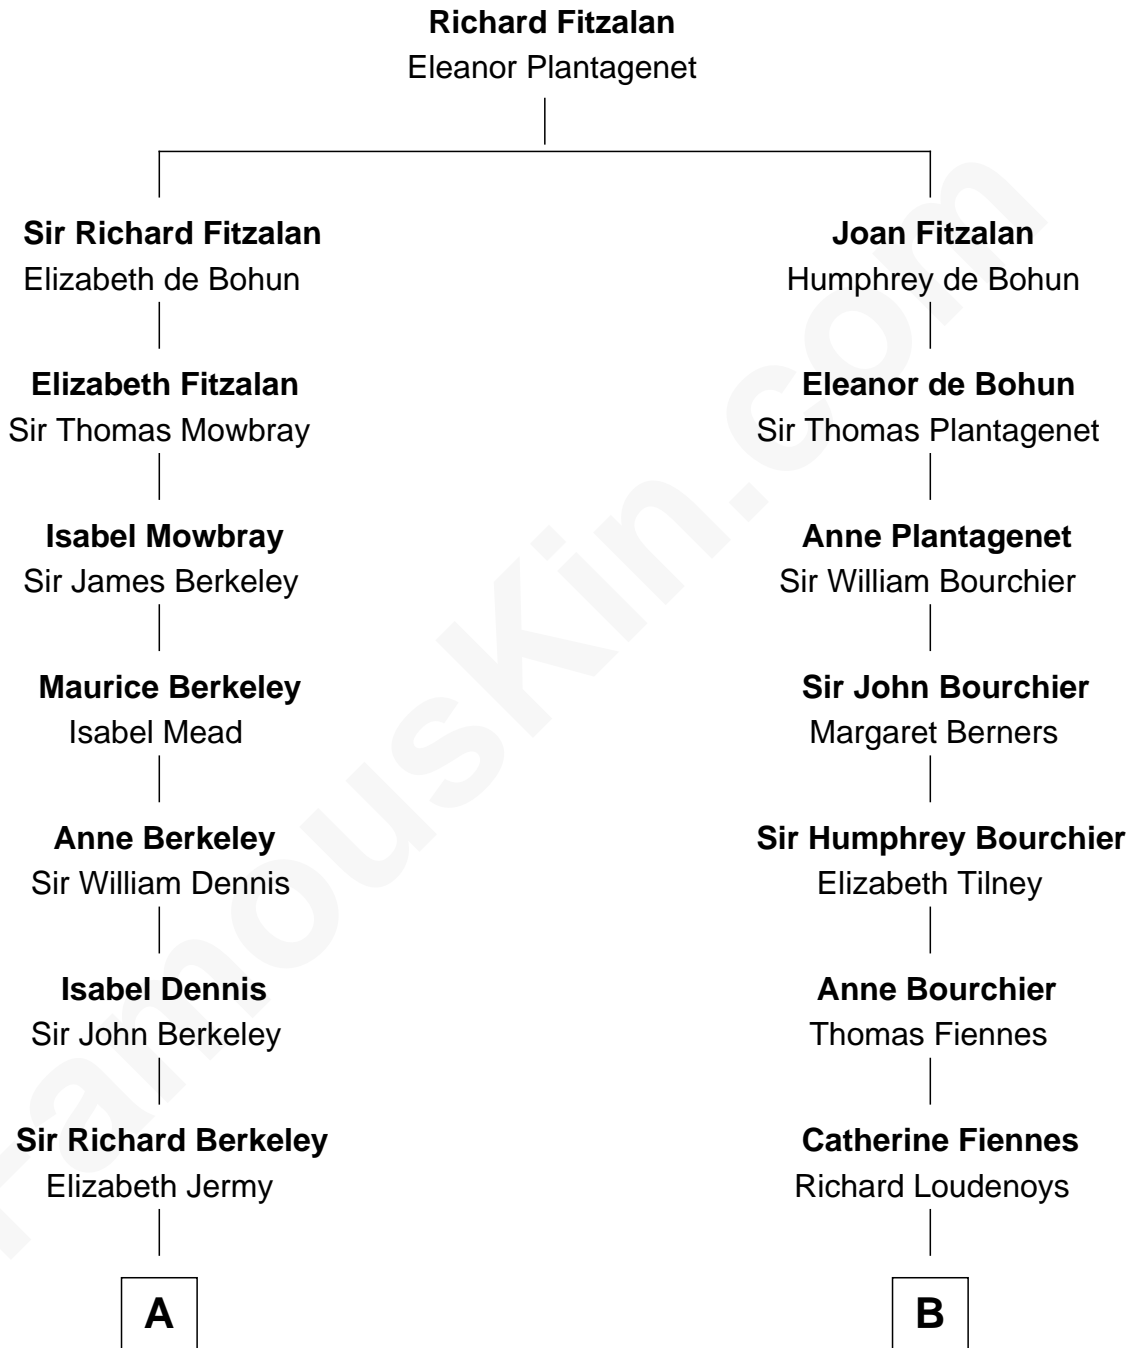 Richard Fitzalan
Eleanor Plantagenet
Sir Richard Fitzalan
Elizabeth de Bohun
Joan Fitzalan
Humphrey de Bohun
Elizabeth Fitzalan
Sir Thomas Mowbray
Eleanor de Bohun
Sir Thomas Plantagenet
Isabel Mowbray
Sir James Berkeley
Anne Plantagenet
Sir William Bourchier
Maurice Berkeley
Isabel Mead
Sir John Bourchier
Margaret Berners
Anne Berkeley
Sir William Dennis
Sir Humphrey Bourchier
Elizabeth Tilney
Isabel Dennis
Sir John Berkeley
Anne Bourchier
Thomas Fiennes
Sir Richard Berkeley
Elizabeth Jermy
Catherine Fiennes
Richard Loudenoys
A
B
FamousKin.com